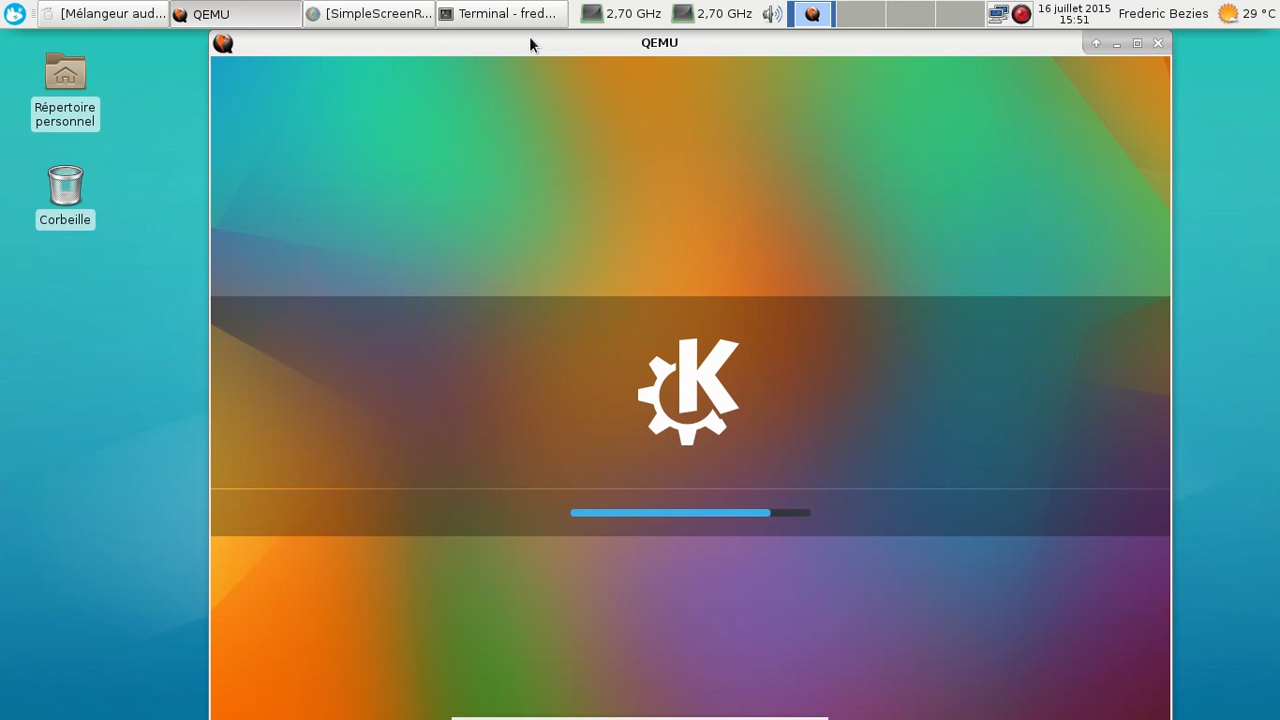 [Mélangeur aud...
QEMU
[SimpleScreenR...
Terminal - fred...
2,70 GHz
2,75 GHz
16 juillet 2015
15:51
Frederic Bezies
29 °C
QEMU
Répertoire
personnel
Corbeille
K